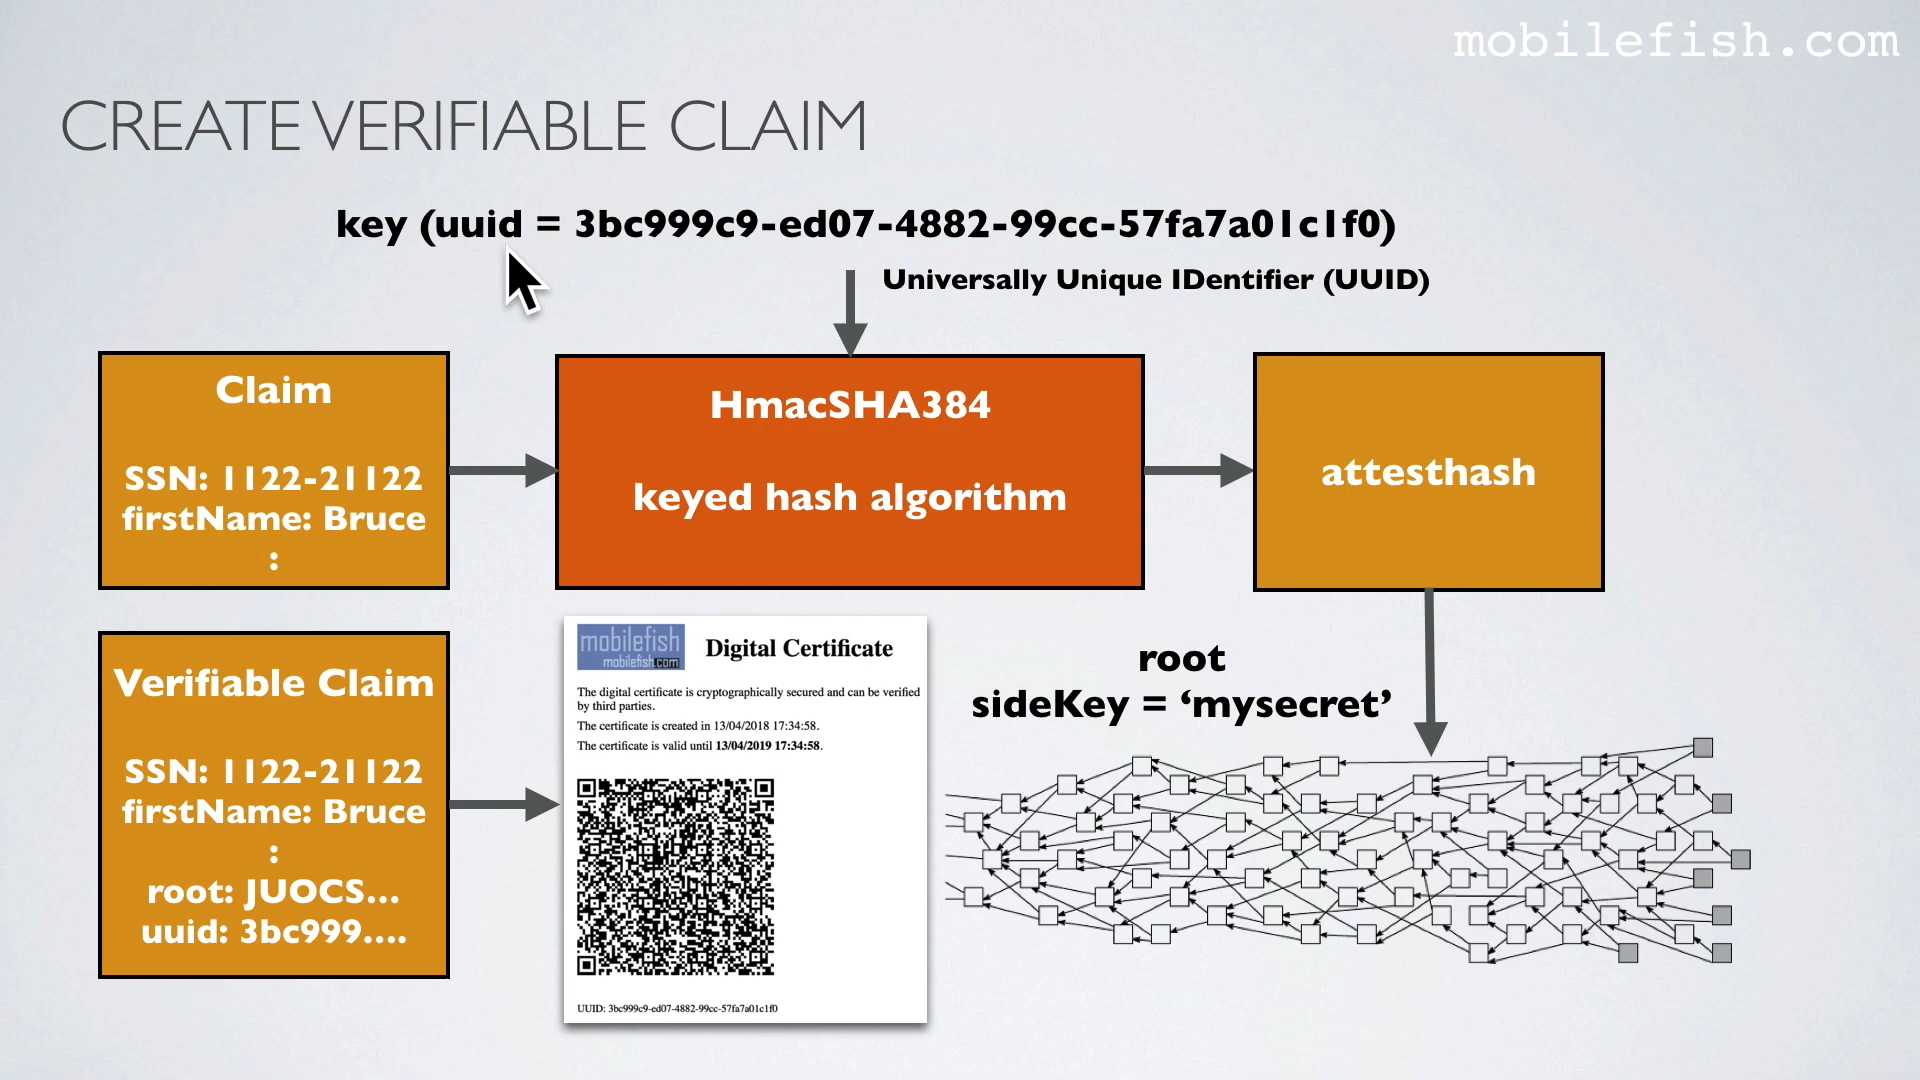 mobilefish.com
CREATE VERIFIABLE CLAIM
key (uuid = 3bc999c9-ed07-4882-99cc-57fa7a01c1f0)
Universally Unique IDentifier (UUID)
Claim
SSN: 1122-21122
firstName: Bruce
:
HmacSHA384
keyed hash algorithm
attesthash
Verifiable Claim
SSN: 1122-21122
firstName: Bruce
:
root: JUOCS...
uuid: 3bc999....
mobilefish
mobilefish.com
Digital Certificate
The digital certificate is cryptographically secured and can be verified
by third parties.
The certificate is created in 13/04/2018 17:34:58.
The certificate is valid until 13/04/2019 17:34:58.
UUID: 3bc999c9-ed07-4882-99cc-57fa7a01c1f0
root
sideKey = ‘mysecret’